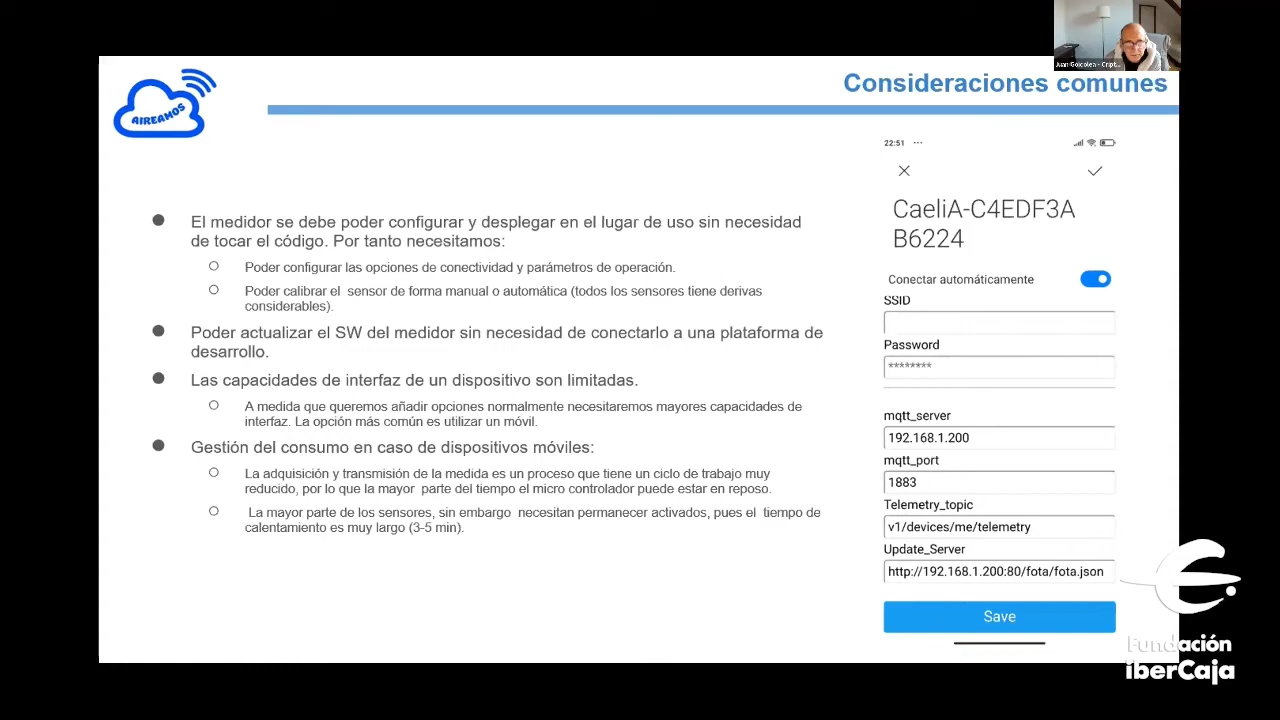 Juan Goicolea - Cript...
Consideraciones comunes
AIREAMOS
El medidor se debe poder configurar y desplegar en el lugar de uso sin necesidad
de tocar el código. Por tanto necesitamos:
Poder configurar las opciones de conectividad y parámetros de operación.
Poder calibrar el sensor de forma manual o automática (todos los sensores tiene derivas
considerables).
Poder actualizar el SW del medidor sin necesidad de conectarlo a una plataforma de
desarrollo.
Las capacidades de interfaz de un dispositivo son limitadas.
A medida que queremos añadir opciones normalmente necesitaremos mayores capacidades de
interfaz. La opción más común es utilizar un móvil.
Gestión del consumo en caso de dispositivos móviles:
La adquisición y transmisión de la medida es un proceso que tiene un ciclo de trabajo muy
reducido, por lo que la mayor parte del tiempo el micro controlador puede estar en reposo.
La mayor parte de los sensores, sin embargo necesitan permanecer activados, pues el tiempo de
calentamiento es muy largo (3-5 min).
22:51 ...
CaeliA-C4EDF3A
B6224
Conectar automáticamente
SSID
Password
********
mqtt_server
192.168.1.200
mqtt_port
1883
Telemetry_topic
v1/devices/me/telemetry
Update_Server
http://192.168.1.200:80/fota/fota.json
Save
Fundación
iberCaja